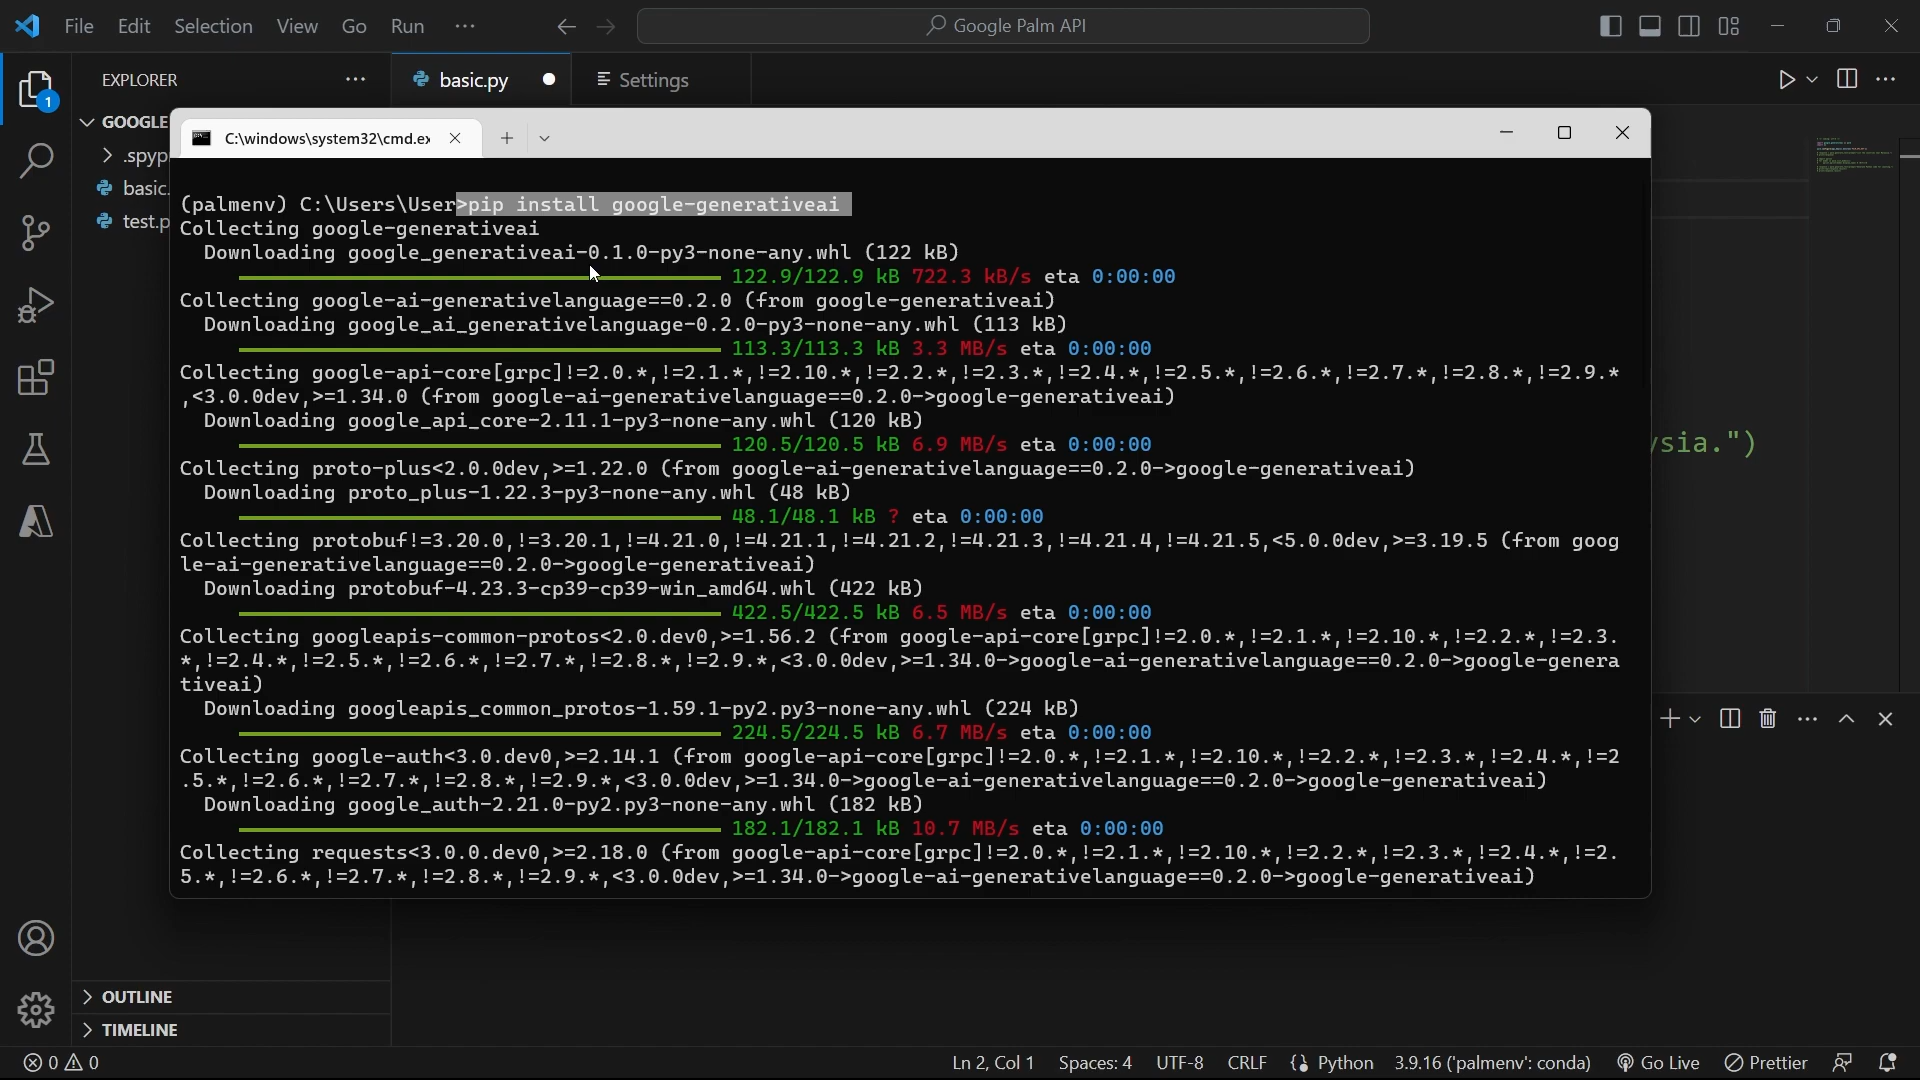 File Edit Selection View Go Run ···
Google Palm API
EXPLORER ···
basic.py
Settings
1
GOOGLE
.spyp
basic.
test.p
C:\windows\system32\cmd.ex
(palmenv) C:\Users\User>pip install google-generativeai
Collecting google-generativeai
Downloading google_generativeai-0.1.0-py3-none-any.whl (122 kB)
122.9/122.9 kB 722.3 kB/s eta 0:00:00
Collecting google-ai-generativelanguage==0.2.0 (from google-generativeai)
Downloading google_ai_generativelanguage-0.2.0-py3-none-any.whl (113 kB)
113.3/113.3 kB 3.3 MB/s eta 0:00:00
Collecting google-api-core[grpc]!=2.0.*,!=2.1.*,!=2.10.*,!=2.2.*,!=2.3.*,!=2.4.*,!=2.5.*,!=2.6.*,!=2.7.*,!=2.8.*,!=2.9.*
,<3.0.0dev,>=1.34.0 (from google-ai-generativelanguage==0.2.0->google-generativeai)
Downloading google_api_core-2.11.1-py3-none-any.whl (120 kB)
120.5/120.5 kB 6.9 MB/s eta 0:00:00
Collecting proto-plus<2.0.0dev,>=1.22.0 (from google-ai-generativelanguage==0.2.0->google-generativeai)
Downloading proto_plus-1.22.3-py3-none-any.whl (48 kB)
48.1/48.1 kB ? eta 0:00:00
Collecting protobuf!=3.20.0,!=3.20.1,!=4.21.0,!=4.21.1,!=4.21.2,!=4.21.3,!=4.21.4,!=4.21.5,<5.0.0dev,>=3.19.5 (from goog
le-ai-generativelanguage==0.2.0->google-generativeai)
Downloading protobuf-4.23.3-cp39-cp39-win_amd64.whl (422 kB)
422.5/422.5 kB 6.5 MB/s eta 0:00:00
Collecting googleapis-common-protos<2.0.dev0,>=1.56.2 (from google-api-core[grpc]!=2.0.*,!=2.1.*,!=2.10.*,!=2.2.*,!=2.3.
*,!=2.4.*,!=2.5.*,!=2.6.*,!=2.7.*,!=2.8.*,!=2.9.*,<3.0.0dev,>=1.34.0->google-ai-generativelanguage==0.2.0->google-genera
tiveai)
Downloading googleapis_common_protos-1.59.1-py2.py3-none-any.whl (224 kB)
224.5/224.5 kB 6.7 MB/s eta 0:00:00
Collecting google-auth<3.0.dev0,>=2.14.1 (from google-api-core[grpc]!=2.0.*,!=2.1.*,!=2.10.*,!=2.2.*,!=2.3.*,!=2.4.*,!=2
.5.*,!=2.6.*,!=2.7.*,!=2.8.*,!=2.9.*,<3.0.0dev,>=1.34.0->google-ai-generativelanguage==0.2.0->google-generativeai)
Downloading google_auth-2.21.0-py2.py3-none-any.whl (182 kB)
182.1/182.1 kB 10.7 MB/s eta 0:00:00
Collecting requests<3.0.0.dev0,>=2.18.0 (from google-api-core[grpc]!=2.0.*,!=2.1.*,!=2.10.*,!=2.2.*,!=2.3.*,!=2.4.*,!=2.
5.*,!=2.6.*,!=2.7.*,!=2.8.*,!=2.9.*,<3.0.0dev,>=1.34.0->google-ai-generativelanguage==0.2.0->google-generativeai)
ysia.")
OUTLINE
TIMELINE
0 0
Ln 2, Col 1 Spaces: 4 UTF-8 CRLF Python 3.9.16 ('palmenv': conda) Go Live Prettier